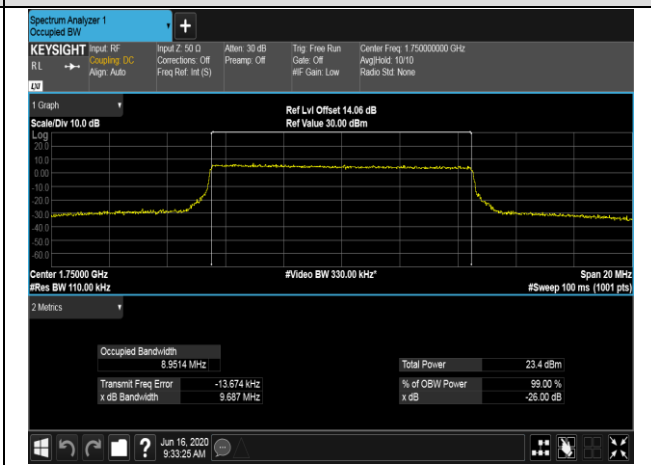 Spectrum Analyzer 1
Occupied BW
+
KEYSIGHT Input: RF Input Z: 50 Ω Atten: 30 dB Trig: Free Run Center Freq: 1.750000000 GHz
RL Coupling: DC Corrections: Off Preamp: Off Gate: Off Avg|Hold: 10/10
Align: Auto Freq Ref: Int (S) #IF Gain: Low Radio Std: None
LXI
1 Graph Ref Lvl Offset 14.06 dB
Scale/Div 10.0 dB Ref Value 30.00 dBm
Log
20.0
10.0
0.00
-10.0
-20.0
-30.0
-40.0
-50.0
-60.0
Center 1.75000 GHz #Video BW 330.00 kHz* Span 20 MHz
#Res BW 110.00 kHz #Sweep 100 ms (1001 pts)
2 Metrics
Occupied Bandwidth
8.9514 MHz Total Power 23.4 dBm
Transmit Freq Error -13.674 kHz % of OBW Power 99.00 %
x dB Bandwidth 9.687 MHz x dB -26.00 dB
? Jun 16, 2020
9:33:25 AM